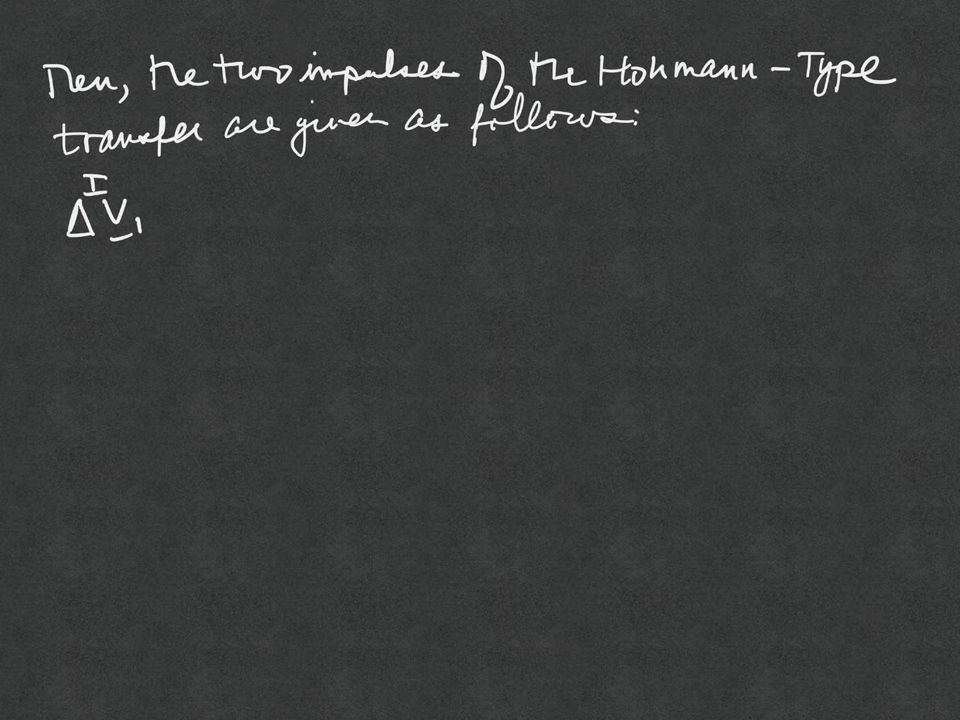 Then, the two impulses of the Hohmann-Type
transfer are given as follows:
I
ΔV₁